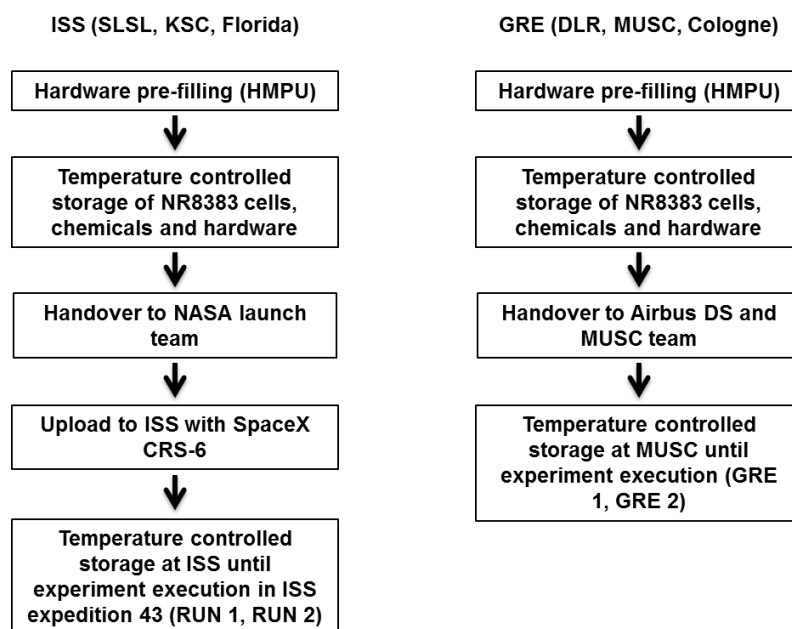 ISS (SLSL, KSC, Florida)
Hardware pre-filling (HMPU)
Temperature controlled
storage of NR8383 cells,
chemicals and hardware
Handover to NASA launch
team
Upload to ISS with SpaceX
CRS-6
Temperature controlled
storage at ISS until
experiment execution in ISS
expedition 43 (RUN 1, RUN 2)
GRE (DLR, MUSC, Cologne)
Hardware pre-filling (HMPU)
Temperature controlled
storage of NR8383 cells,
chemicals and hardware
Handover to Airbus DS and
MUSC team
Temperature controlled
storage at MUSC until
experiment execution (GRE
1, GRE 2)